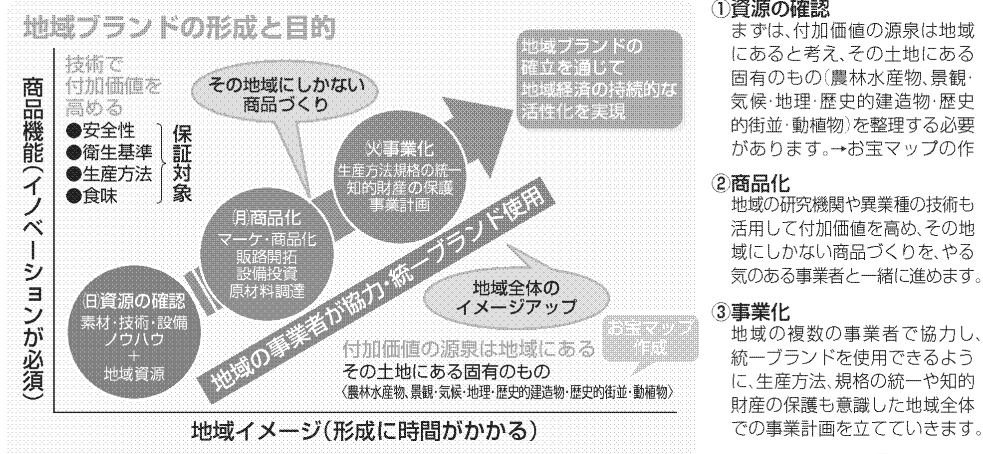 地域ブランドの形成と目的
商品機能(イノベーションが必須)
技術で
付加価値を
高める
●安全性
●衛生基準
●生産方法
●食味
保証対象
その地域にしかない
商品づくり
地域ブランドの
確立を通じて
地域経済の持続的な
活性化を実現
㈫事業化
生産方法規格の統一
知的財産の保護
事業計画
㈪商品化
マーケ・商品化
販路開拓
設備投資
原材料調達
㈰資源の確認
素材・技術・設備
ノウハウ
+
地域資源
地域の事業者が協力・統一ブランド使用
地域全体の
イメージアップ
お宝マップ
作成
付加価値の源泉は地域にある
その土地にある固有のもの
〈農林水産物、景観・気候・地理・歴史的建造物・歴史的街並・動植物〉
地域イメージ(形成に時間がかかる)
①資源の確認
まずは、付加価値の源泉は地域
にあると考え、その土地にある
固有のもの(農林水産物、景観・
気候・地理・歴史的建造物・歴史
的街並・動植物)を整理する必要
があります。→お宝マップの作
②商品化
地域の研究機関や異業種の技術も
活用して付加価値を高め、その地
域にしかない商品づくりを、やる
気のある事業者と一緒に進めます。
③事業化
地域の複数の事業者で協力し、
統一ブランドを使用できるよう
に、生産方法、規格の統一や知的
財産の保護も意識した地域全体
での事業計画を立てていきます。